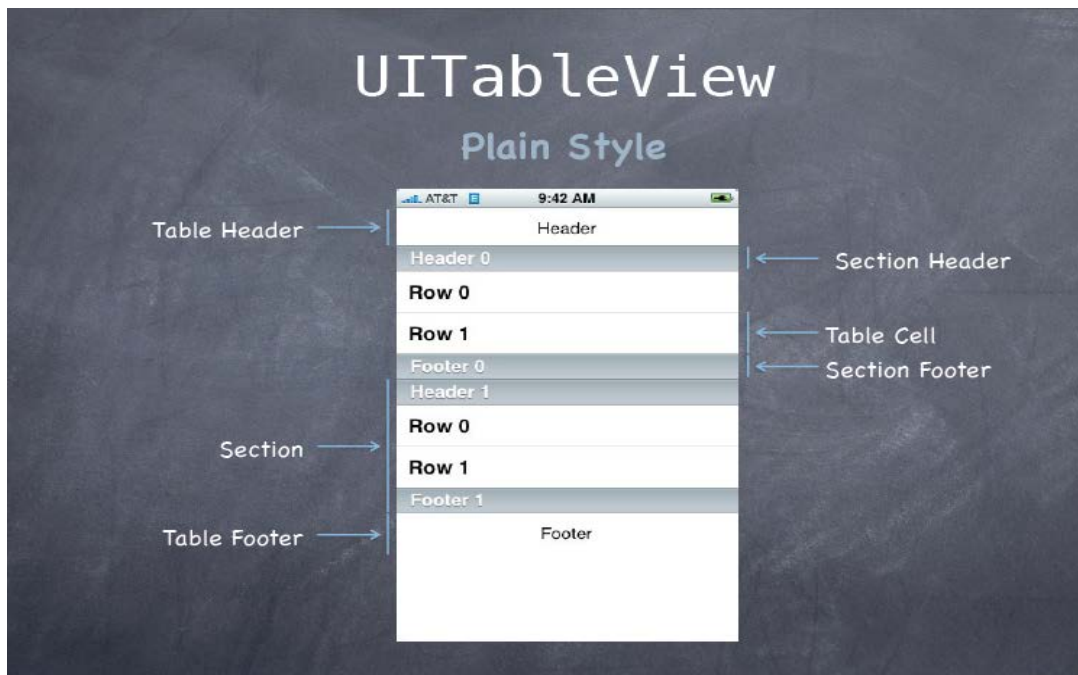 UITableView
Plain Style
AT&T E 9:42 AM
Table Header
Header
Header 0
Section Header
Row 0
Row 1
Table Cell
Footer 0
Section Footer
Header 1
Row 0
Section
Row 1
Footer 1
Table Footer
Footer